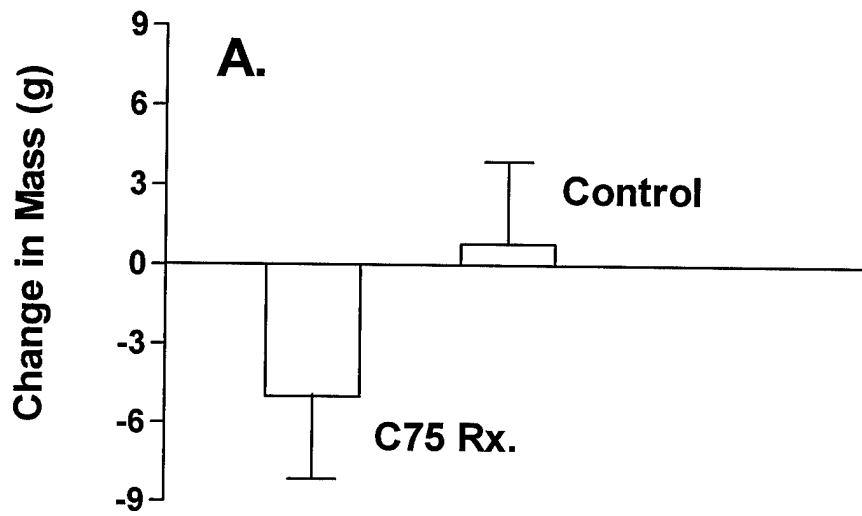 A.
Change in Mass (g)
9
6
3
0
-3
-6
-9
Control
C75 Rx.